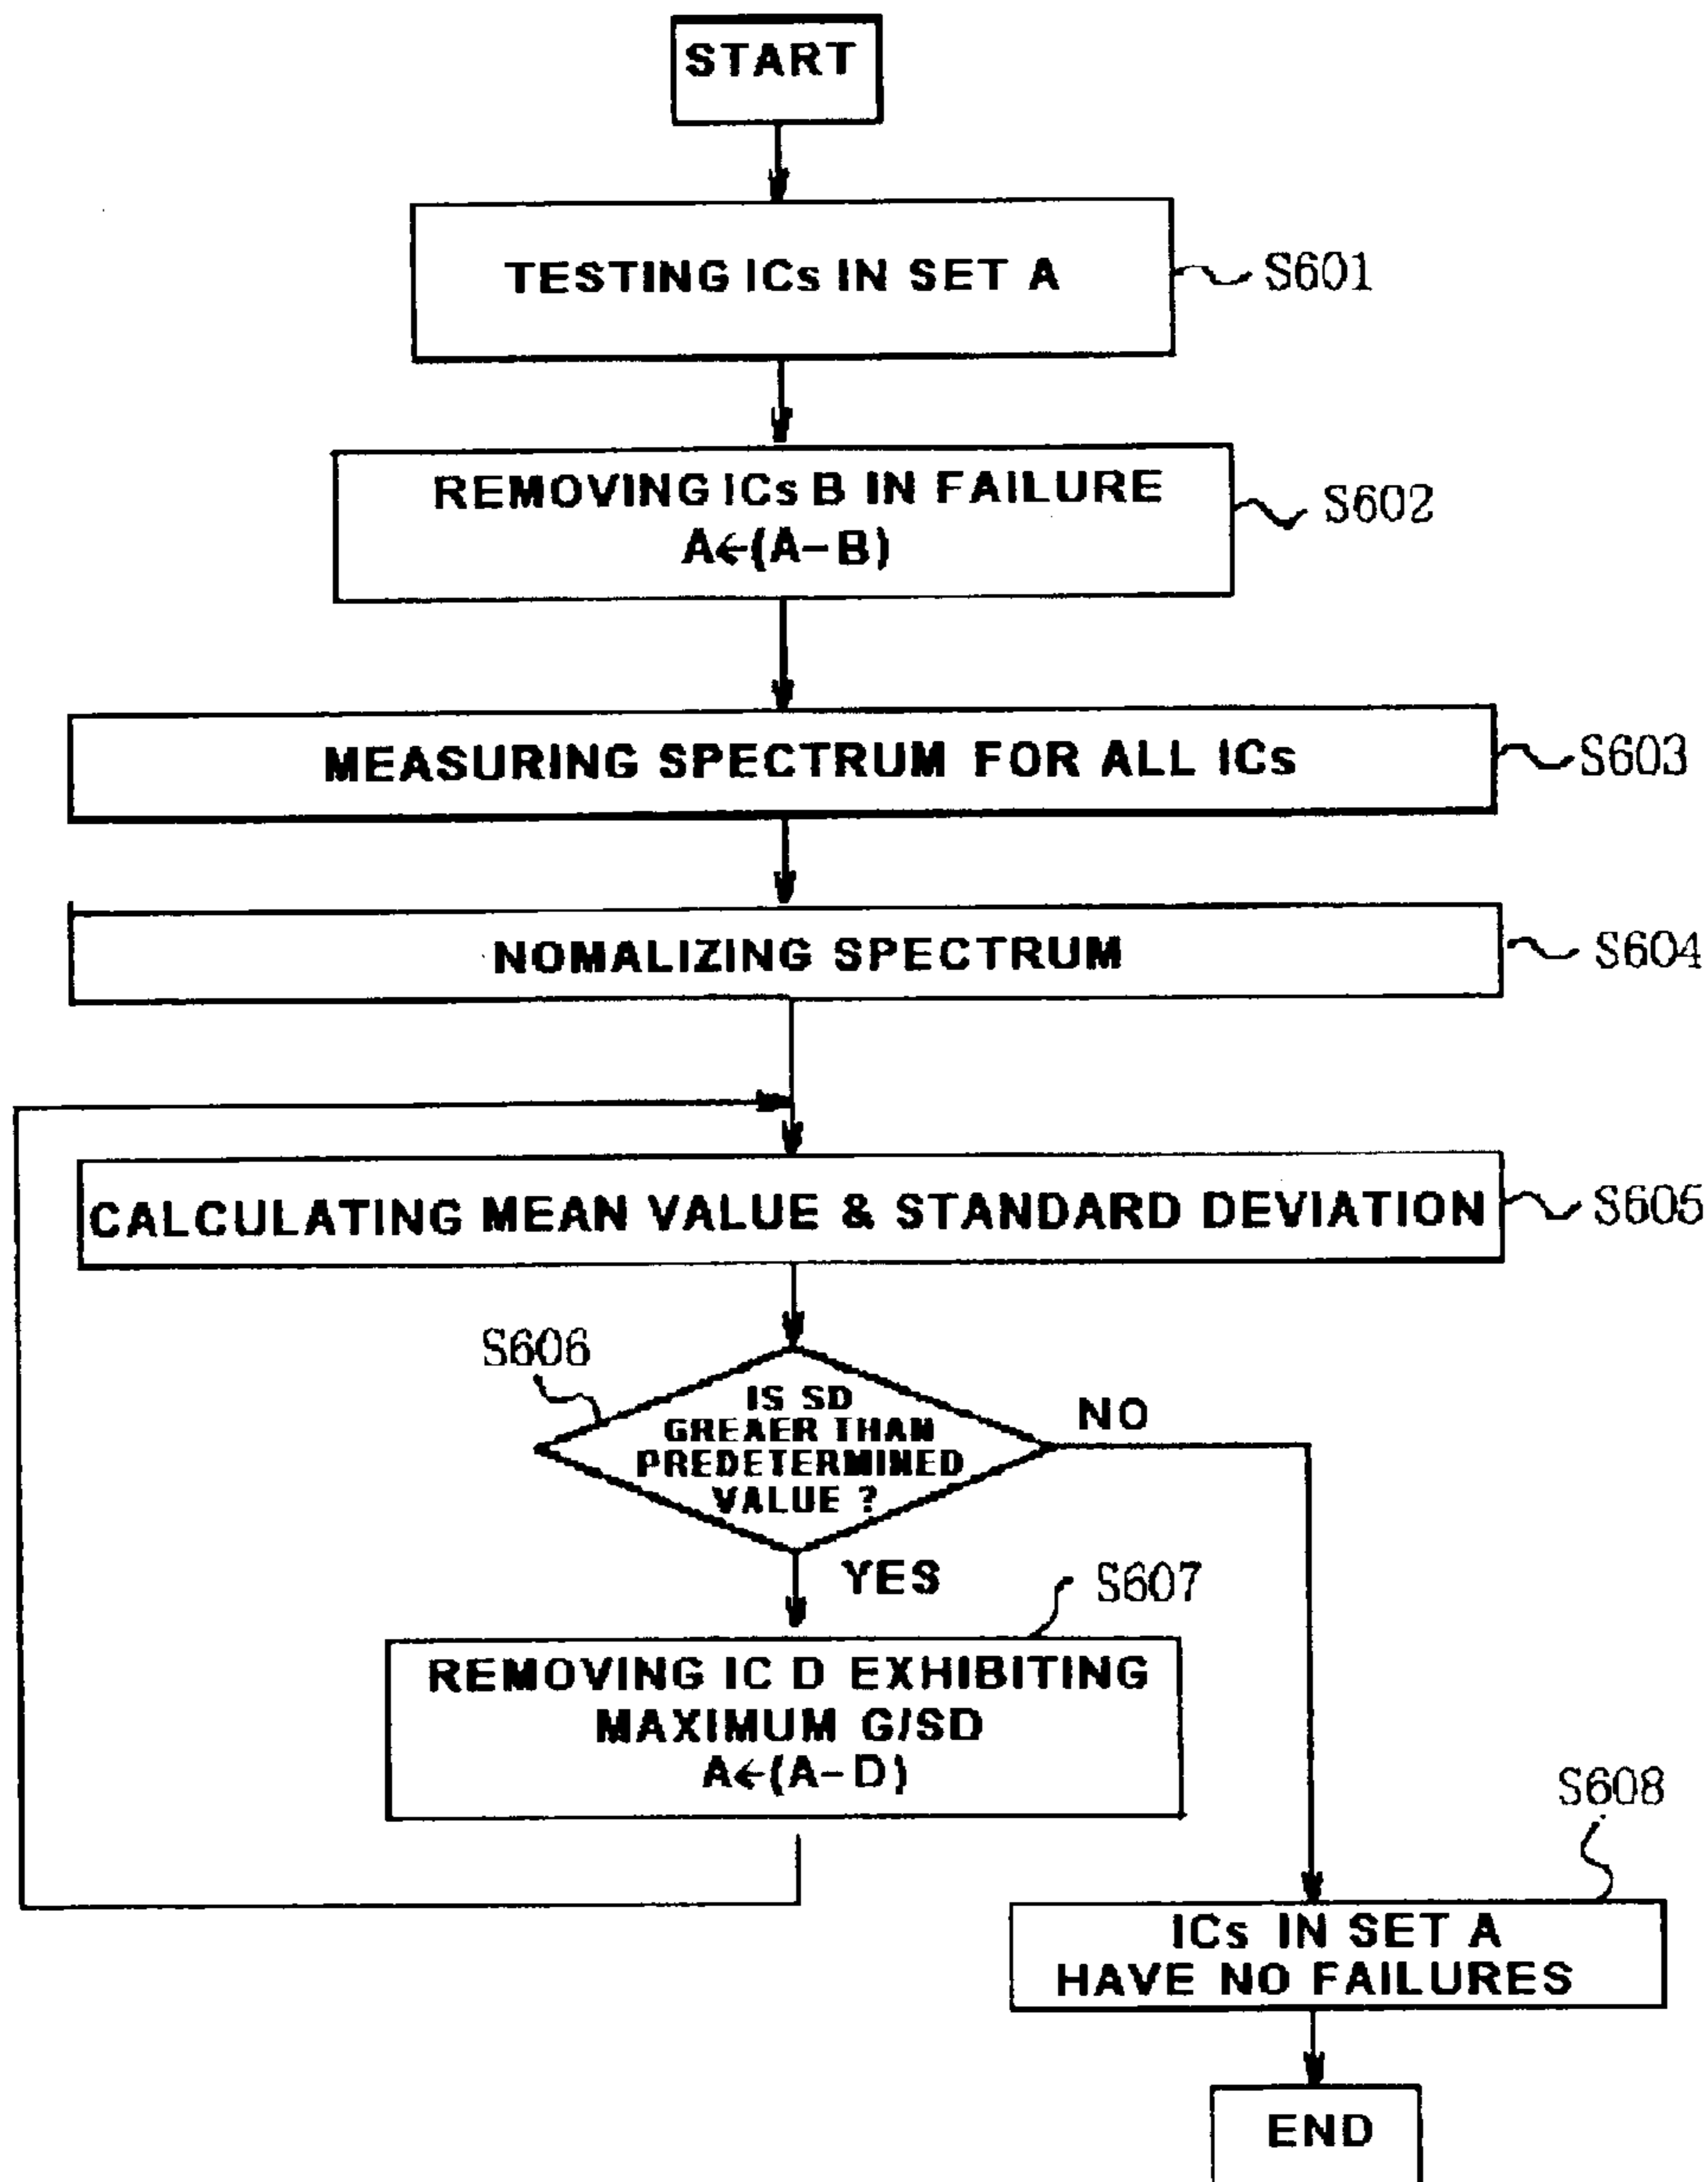 START
TESTING ICs IN SET A
S601
REMOVING ICs B IN FAILURE
A←(A-B)
S602
MEASURING SPECTRUM FOR ALL ICs
S603
NOMALIZING SPECTRUM
S604
CALCULATING MEAN VALUE & STANDARD DEVIATION
S605
S606
IS SD
GREAER THAN
PREDETERMINED
VALUE ?
NO
YES
S607
REMOVING IC D EXHIBITING
MAXIMUM G/SD
A←(A-D)
S608
ICs IN SET A
HAVE NO FAILURES
END